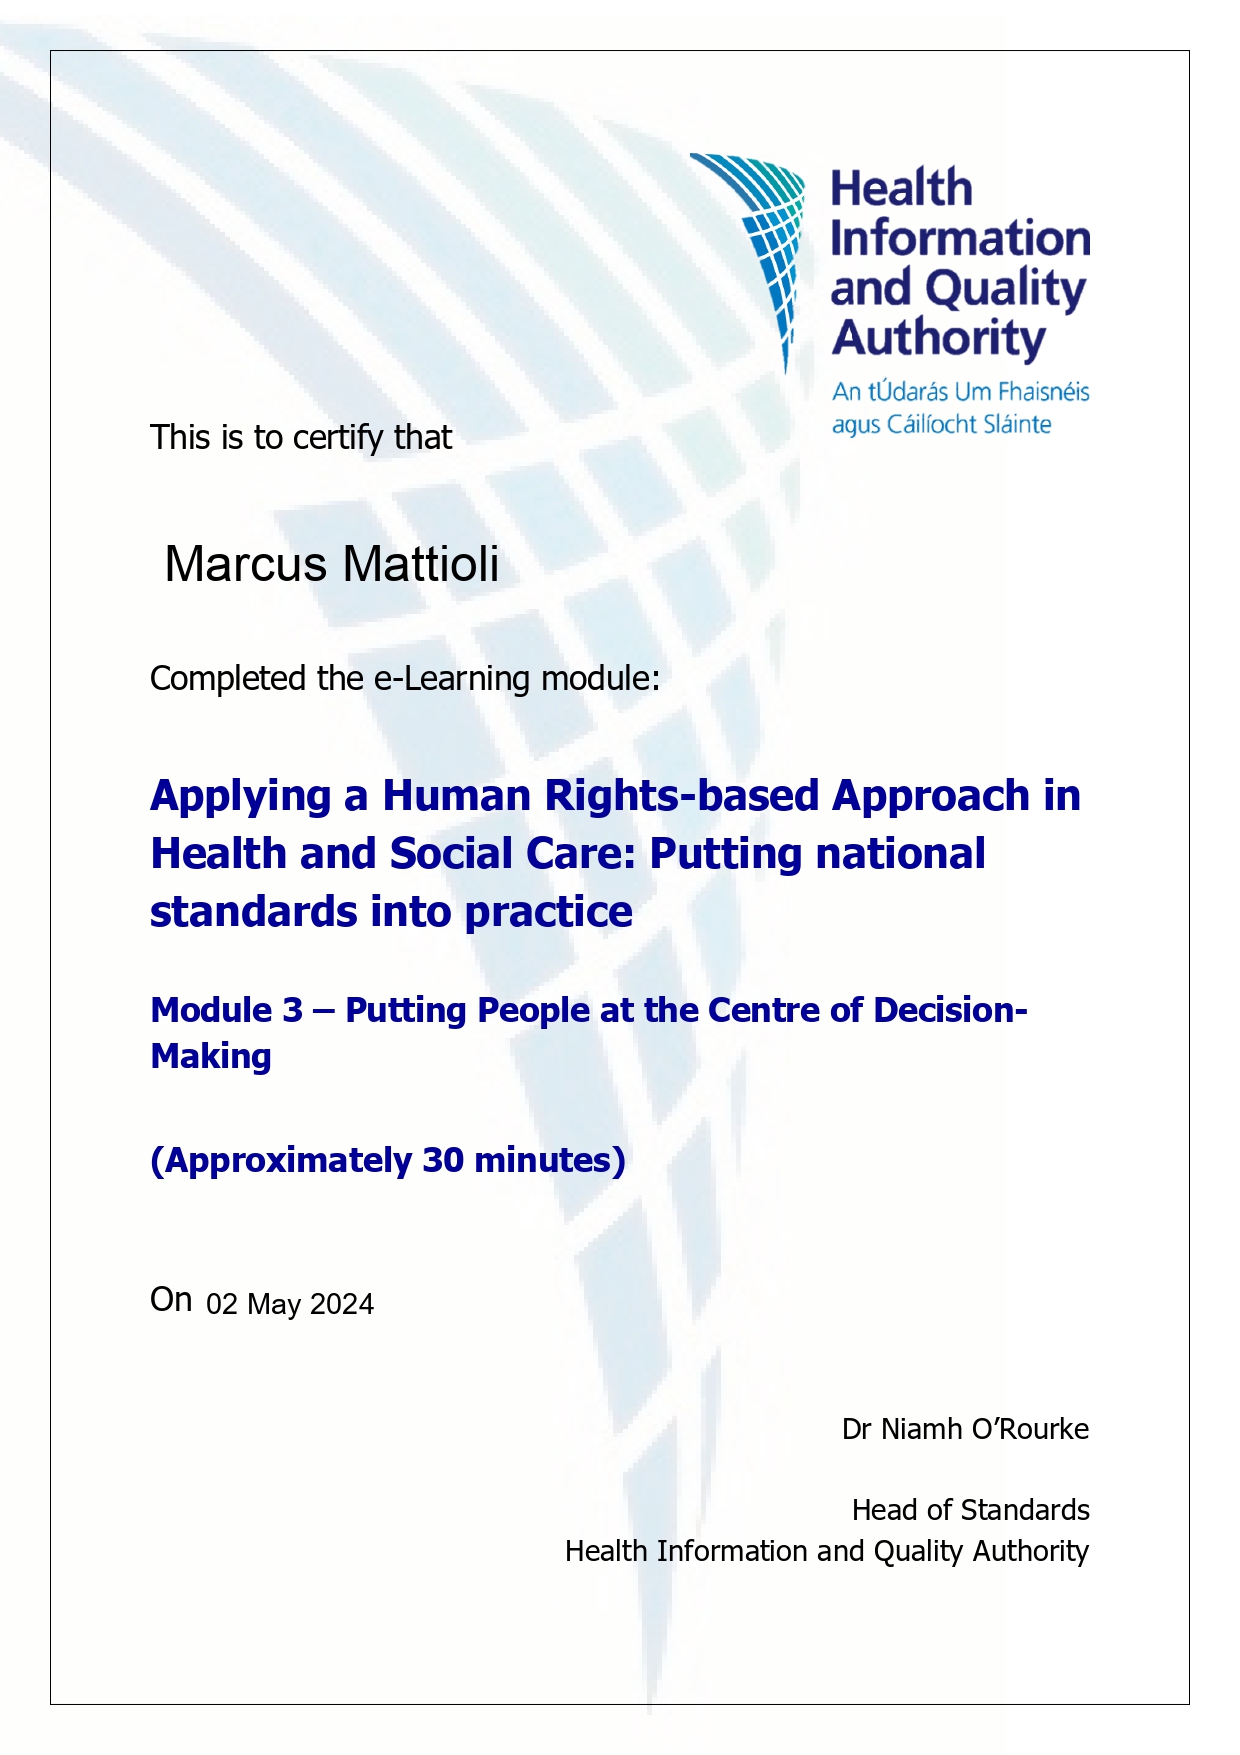 Health
Information
and Quality
Authority
An tÚdarás Um Fhaisnéis
agus Cáilíocht Sláinte
This is to certify that
Marcus Mattioli
Completed the e-Learning module:
Applying a Human Rights-based Approach in
Health and Social Care: Putting national
standards into practice
Module 3 – Putting People at the Centre of Decision-
Making
(Approximately 30 minutes)
On 02 May 2024
Dr Niamh O’Rourke
Head of Standards
Health Information and Quality Authority